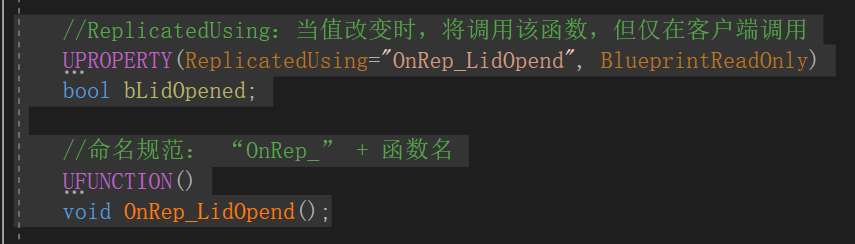 //ReplicatedUsing：当值改变时，将调用该函数，但仅在客户端调用
UPROPERTY(ReplicatedUsing="OnRep_LidOpend", BlueprintReadOnly)
bool bLidOpened;
//命名规范： “OnRep_” + 函数名
UFUNCTION()
void OnRep_LidOpend();